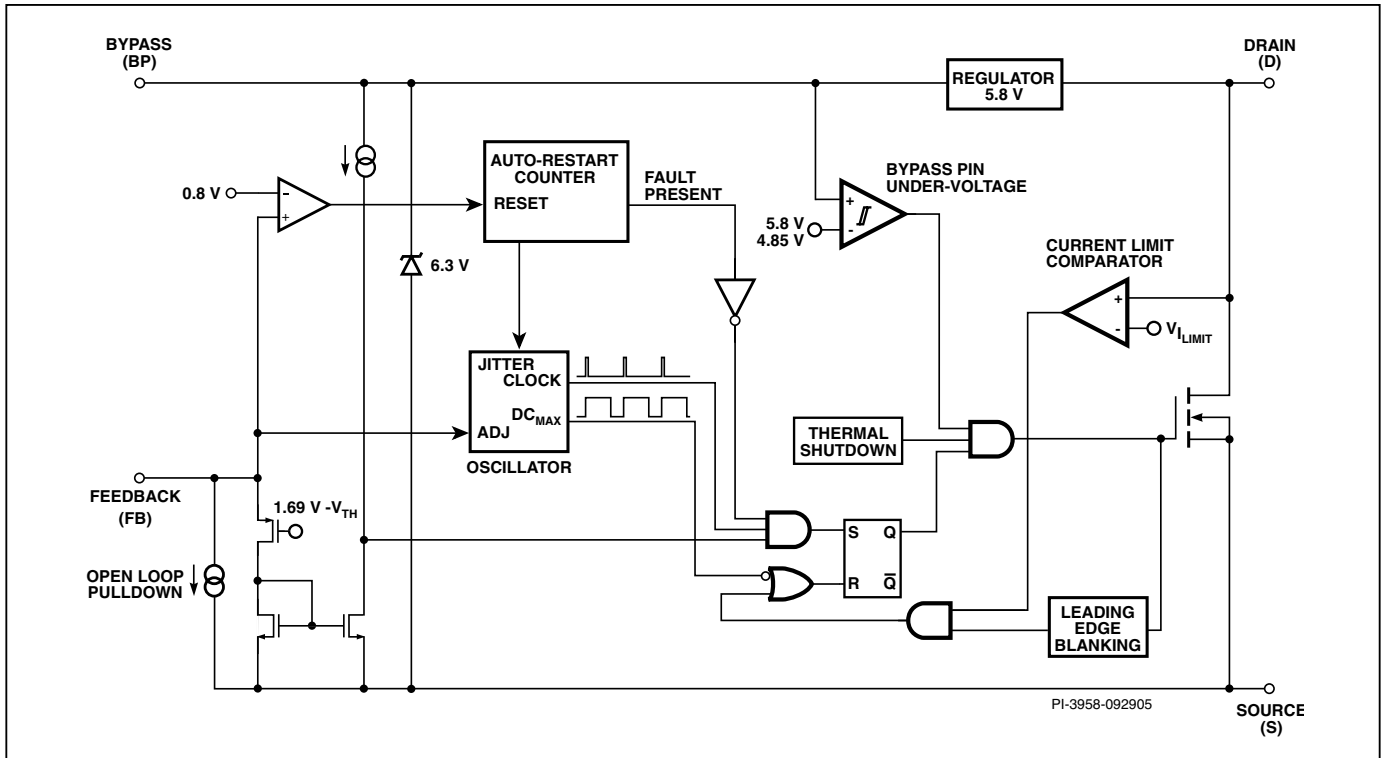 BYPASS
(BP)
DRAIN
(D)
REGULATOR
5.8 V
AUTO-RESTART
COUNTER
RESET
FAULT
PRESENT
BYPASS PIN
UNDER-VOLTAGE
0.8 V
-
+
+
-
5.8 V
4.85 V
6.3 V
CURRENT LIMIT
COMPARATOR
+
-
VILIMIT
JITTER
CLOCK
DCMAX
ADJ
OSCILLATOR
THERMAL
SHUTDOWN
FEEDBACK
(FB)
1.69 V -VTH
OPEN LOOP
PULLDOWN
S Q
R Q̅
LEADING
EDGE
BLANKING
PI-3958-092905
SOURCE
(S)